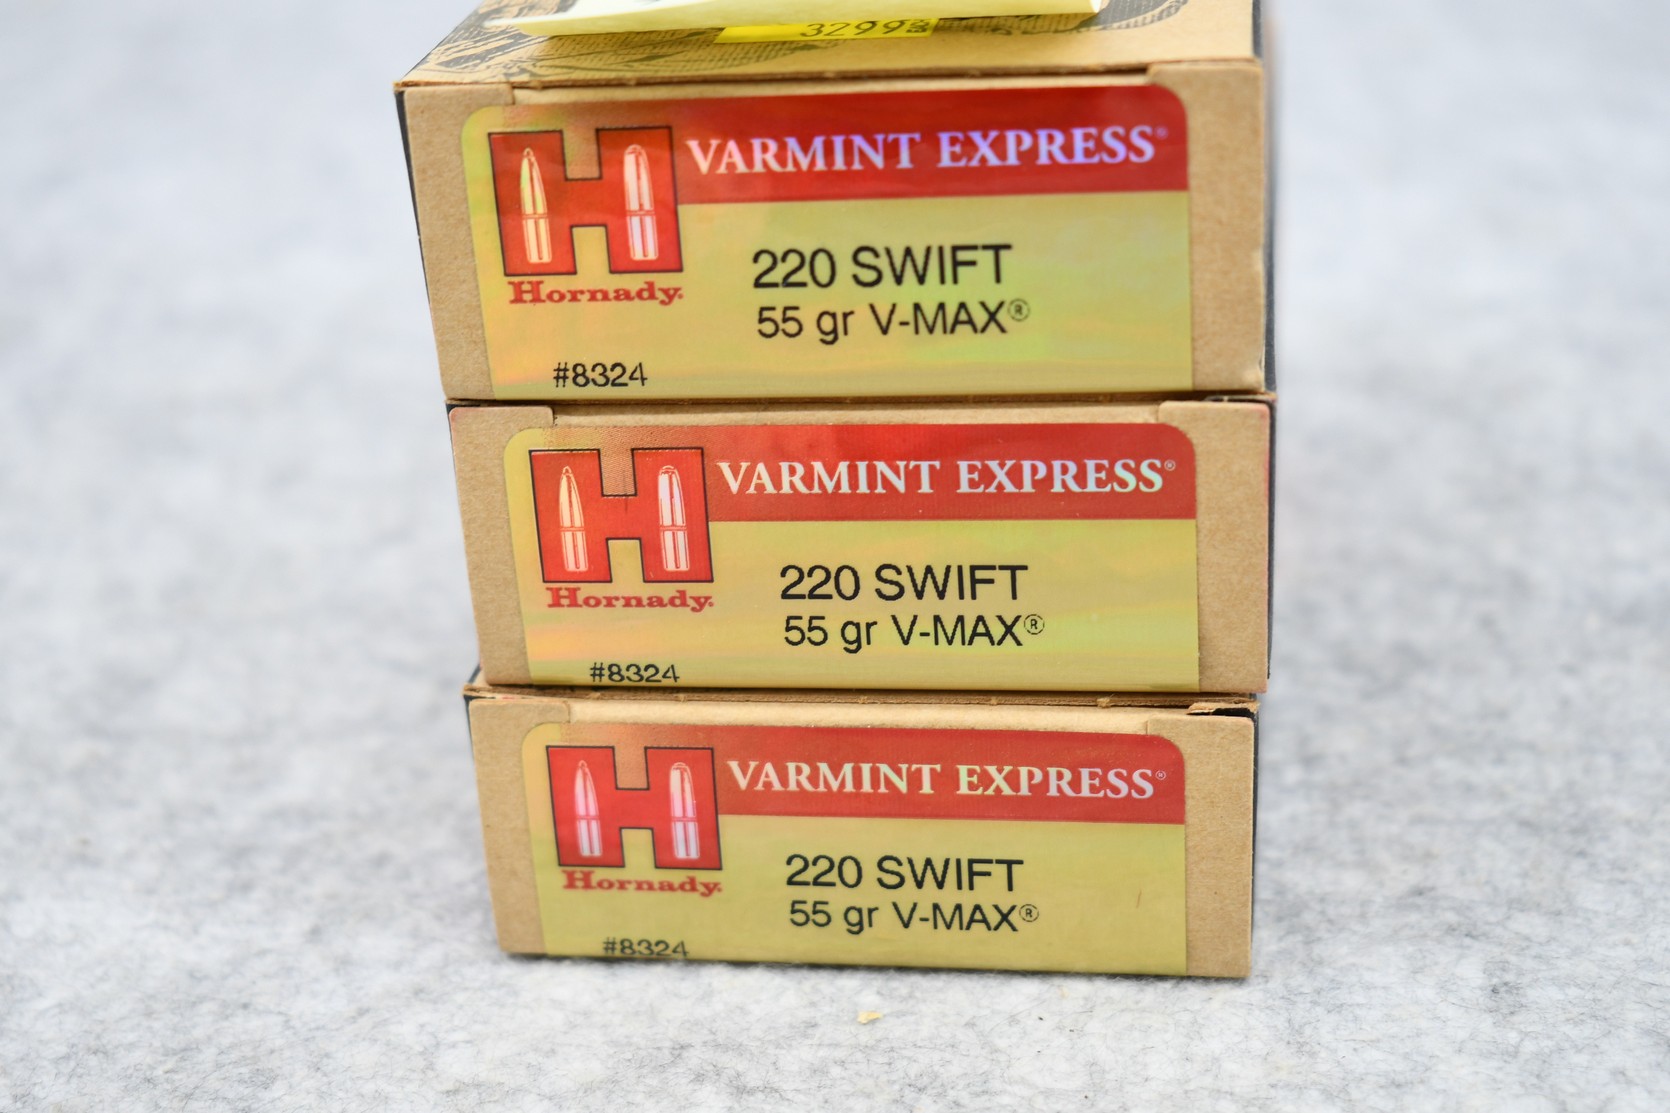 3299
VARMINT EXPRESS®
Hornady.
220 SWIFT
55 gr V-MAX®
#8324
VARMINT EXPRESS®
Hornady.
220 SWIFT
55 gr V-MAX®
#8324
VARMINT EXPRESS®
Hornady.
220 SWIFT
55 gr V-MAX®
#8324